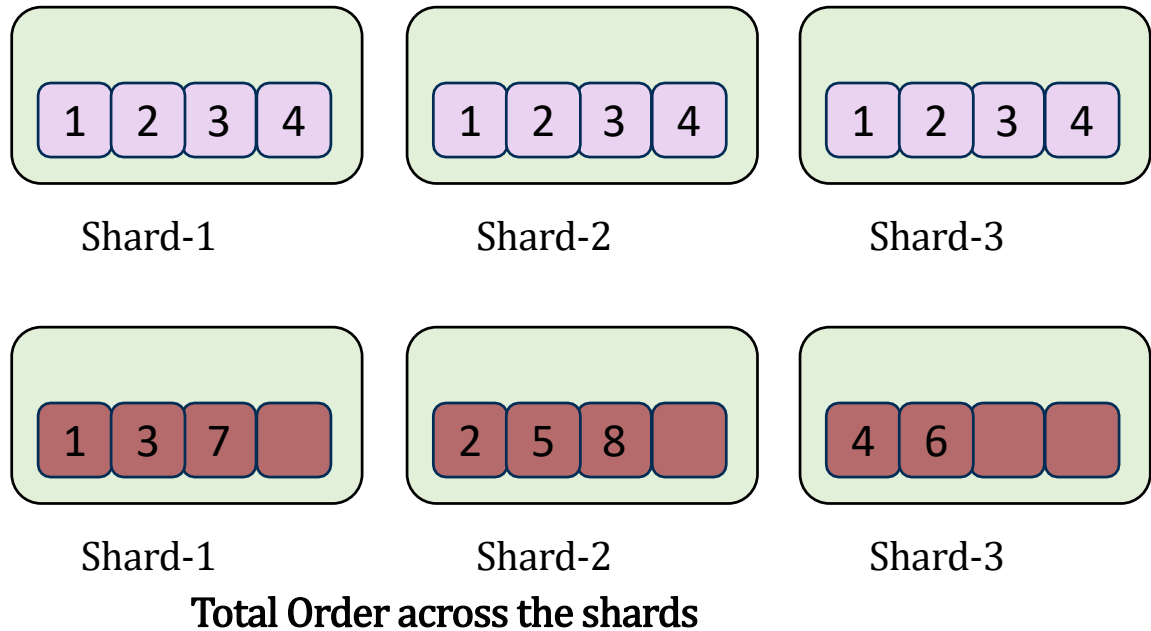 1 2 3 4 1 2 3 4 1 2 3 4
Shard-1 Shard-2 Shard-3
1 3 7 2 5 8 4 6
Shard-1 Shard-2 Shard-3
Total Order across the shards